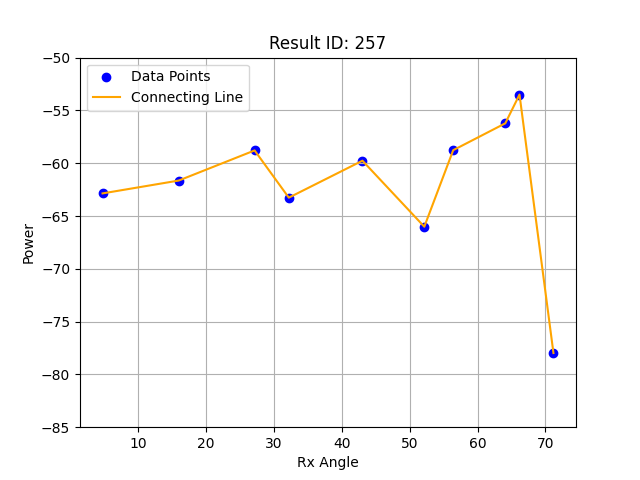 Result ID: 257
Data Points
Connecting Line
−50
−55
−60
−65
−70
−75
−80
−85
Power
10 20 30 40 50 60 70
Rx Angle